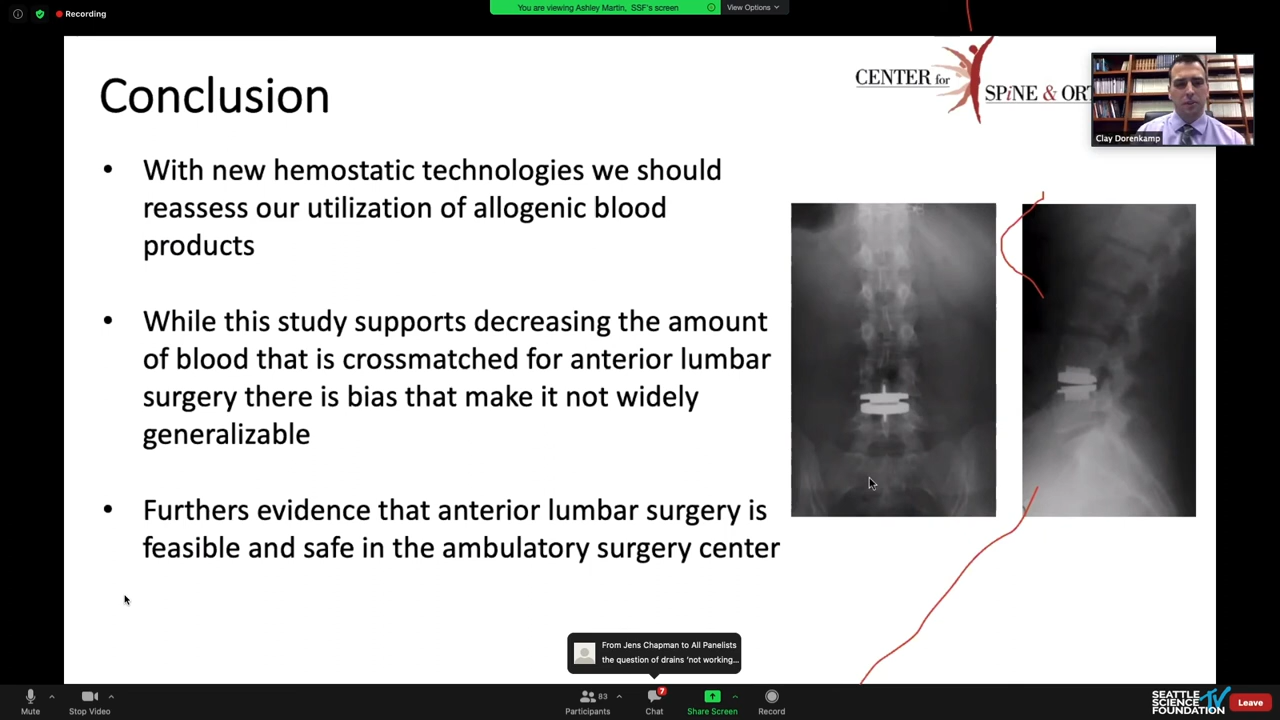 Recording
You are viewing Ashley Martin, SSF's screen
View Options
Conclusion
CENTER for
SPiNE & ORT
Clay Dorenkamp
• With new hemostatic technologies we should
reassess our utilization of allogenic blood
products
• While this study supports decreasing the amount
of blood that is crossmatched for anterior lumbar
surgery there is bias that make it not widely
generalizable
• Furthers evidence that anterior lumbar surgery is
feasible and safe in the ambulatory surgery center
From Jens Chapman to All Panelists
the question of drains 'not working...
Mute
Stop Video
83
Participants
7
Chat
Share Screen
Record
SEATTLE
SCIENCE
FOUNDATION
TV
Leave